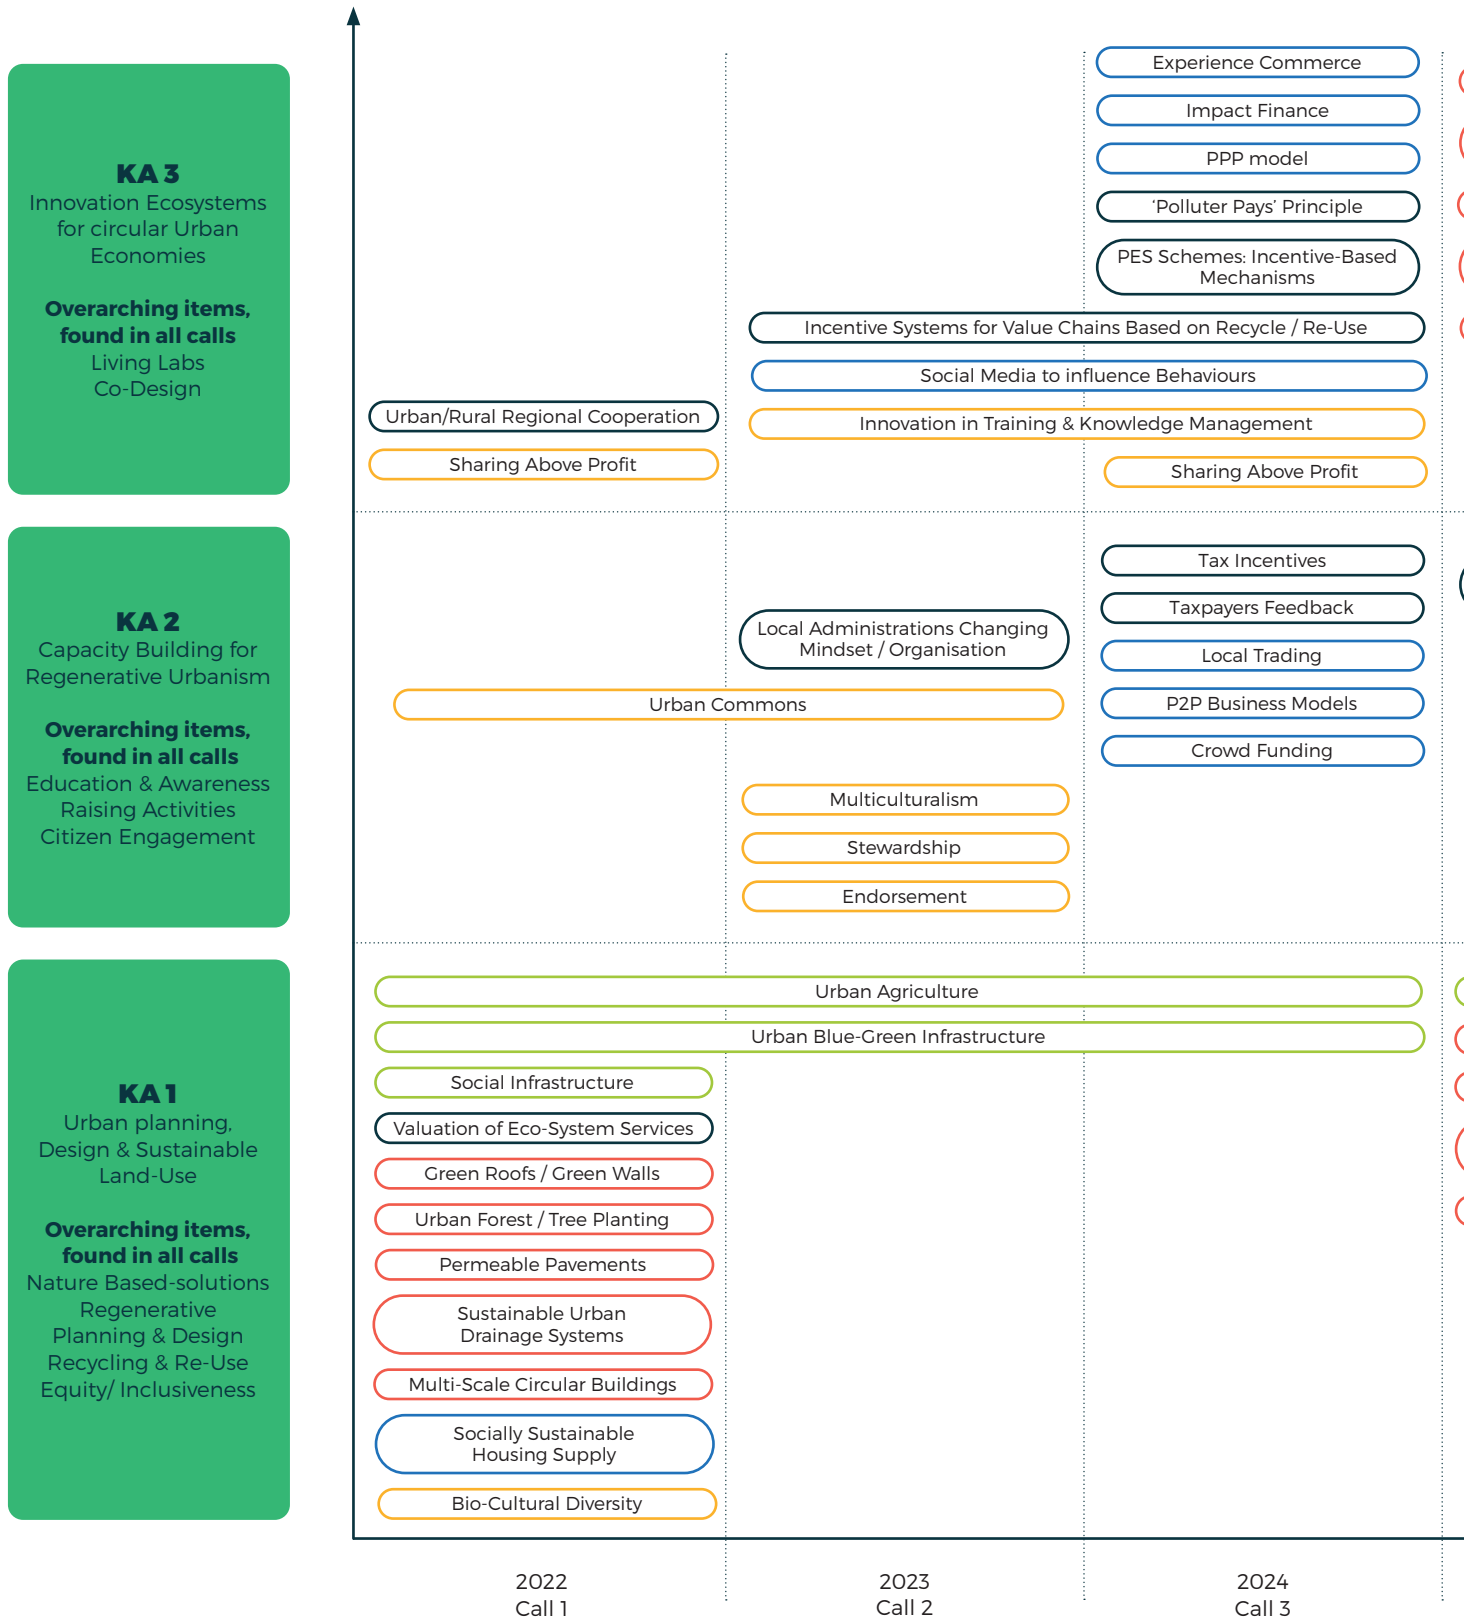 KA 3
Innovation Ecosystems
for circular Urban
Economies
Overarching items,
found in all calls
Living Labs
Co-Design
Experience Commerce
Impact Finance
PPP model
‘Polluter Pays’ Principle
PES Schemes: Incentive-Based
Mechanisms
Incentive Systems for Value Chains Based on Recycle / Re-Use
Social Media to influence Behaviours
Urban/Rural Regional Cooperation
Innovation in Training & Knowledge Management
Sharing Above Profit
Sharing Above Profit
KA 2
Capacity Building for
Regenerative Urbanism
Overarching items,
found in all calls
Education & Awareness
Raising Activities
Citizen Engagement
Tax Incentives
Taxpayers Feedback
Local Administrations Changing
Mindset / Organisation
Local Trading
Urban Commons
P2P Business Models
Crowd Funding
Multiculturalism
Stewardship
Endorsement
KA 1
Urban planning,
Design & Sustainable
Land-Use
Overarching items,
found in all calls
Nature Based-solutions
Regenerative
Planning & Design
Recycling & Re-Use
Equity/ Inclusiveness
Urban Agriculture
Urban Blue-Green Infrastructure
Social Infrastructure
Valuation of Eco-System Services
Green Roofs / Green Walls
Urban Forest / Tree Planting
Permeable Pavements
Sustainable Urban
Drainage Systems
Multi-Scale Circular Buildings
Socially Sustainable
Housing Supply
Bio-Cultural Diversity
2022
Call 1
2023
Call 2
2024
Call 3